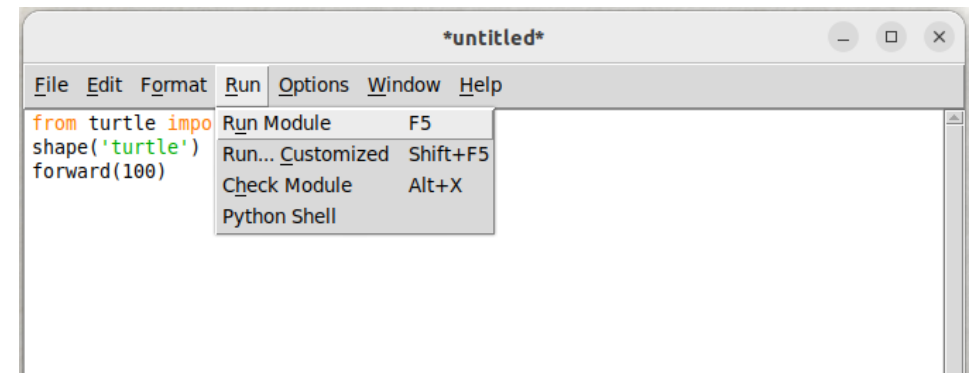 *untitled*
File Edit Format Run Options Window Help
from turtle impo
shape('turtle')
forward(100)
Run Module F5
Run... Customized Shift+F5
Check Module Alt+X
Python Shell